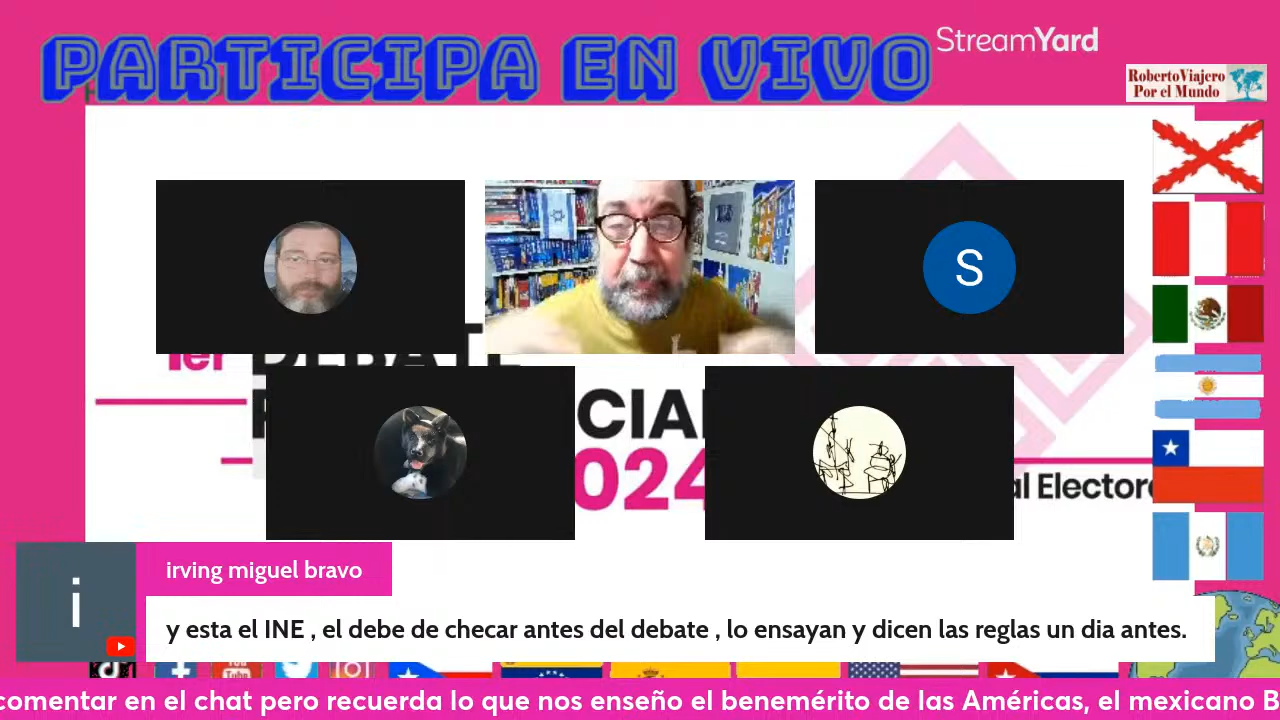 PARTICIPA EN VIVO
StreamYard
RobertoViajero
Por el Mundo
S
1er DEBATE
CIAL
2024
al Elector
i
irving miguel bravo
y esta el INE , el debe de checar antes del debate , lo ensayan y dicen las reglas un dia antes.
comentar en el chat pero recuerda lo que nos enseño el benemérito de las Américas, el mexicano B